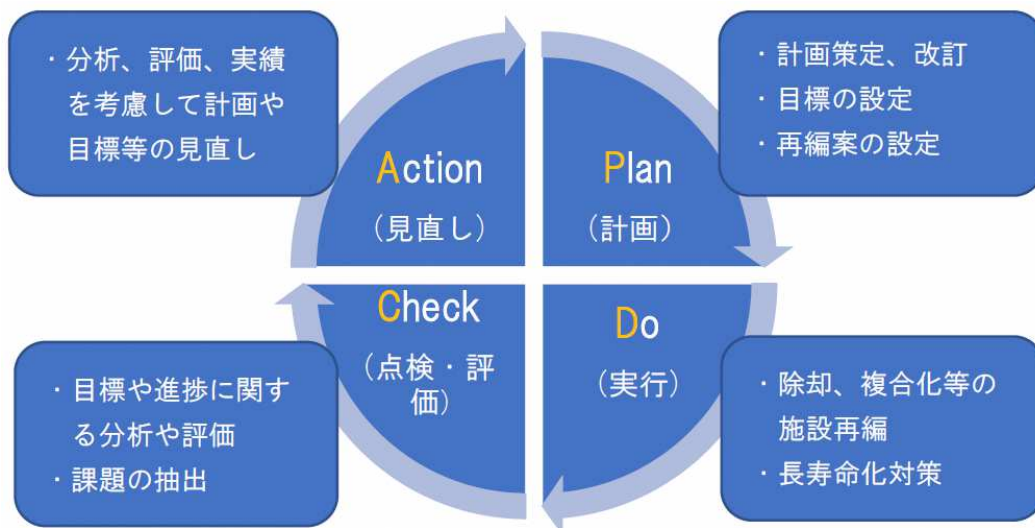 ・分析、評価、実績
を考慮して計画や
目標等の見直し
Action
（見直し）
Plan
（計画）
・計画策定、改訂
・目標の設定
・再編案の設定
Check
（点検・評
価）
Do
（実行）
・目標や進捗に関す
る分析や評価
・課題の抽出
・除却、複合化等の
施設再編
・長寿命化対策